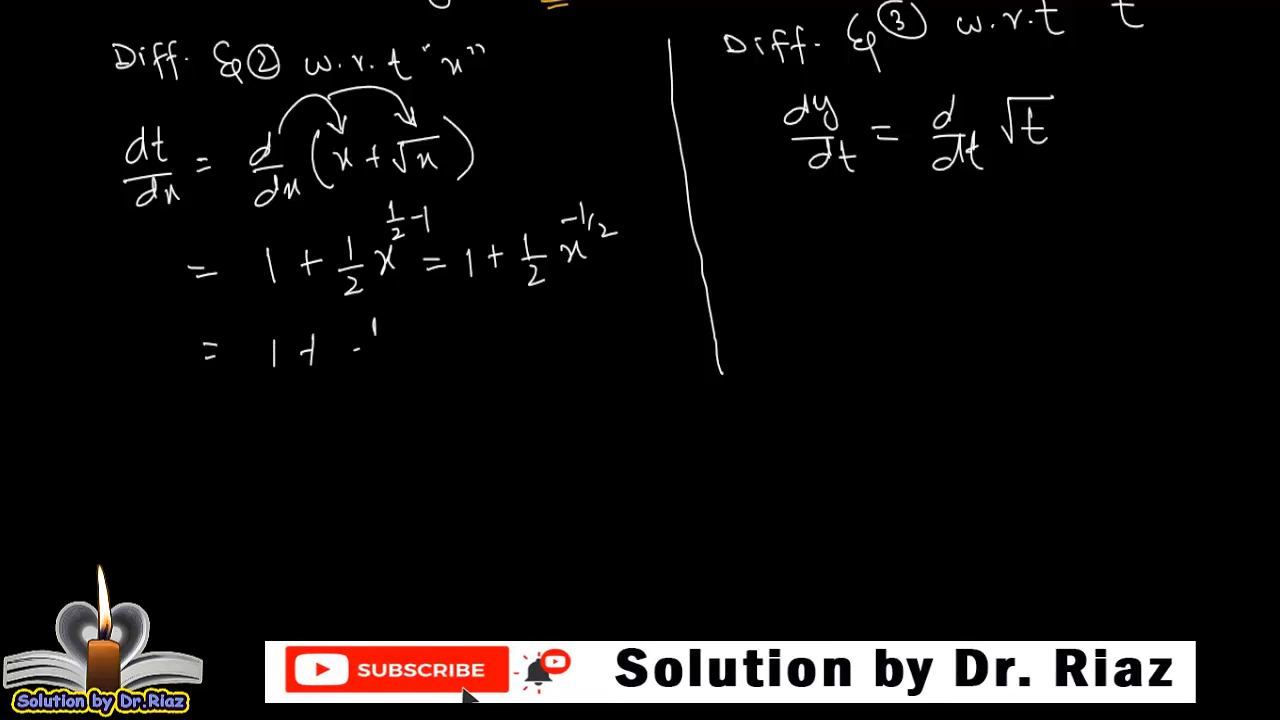 Diff. Eq ② w.r.t "x"
dt/dx = d/dx (x + √x)
= 1 + 1/2 x^(1/2 - 1) = 1 + 1/2 x^(-1/2)
= 1 +
Diff. Eq ③ w.r.t t
dy/dt = d/dt √t
SUBSCRIBE
Solution by Dr. Riaz
Solution by Dr.Riaz